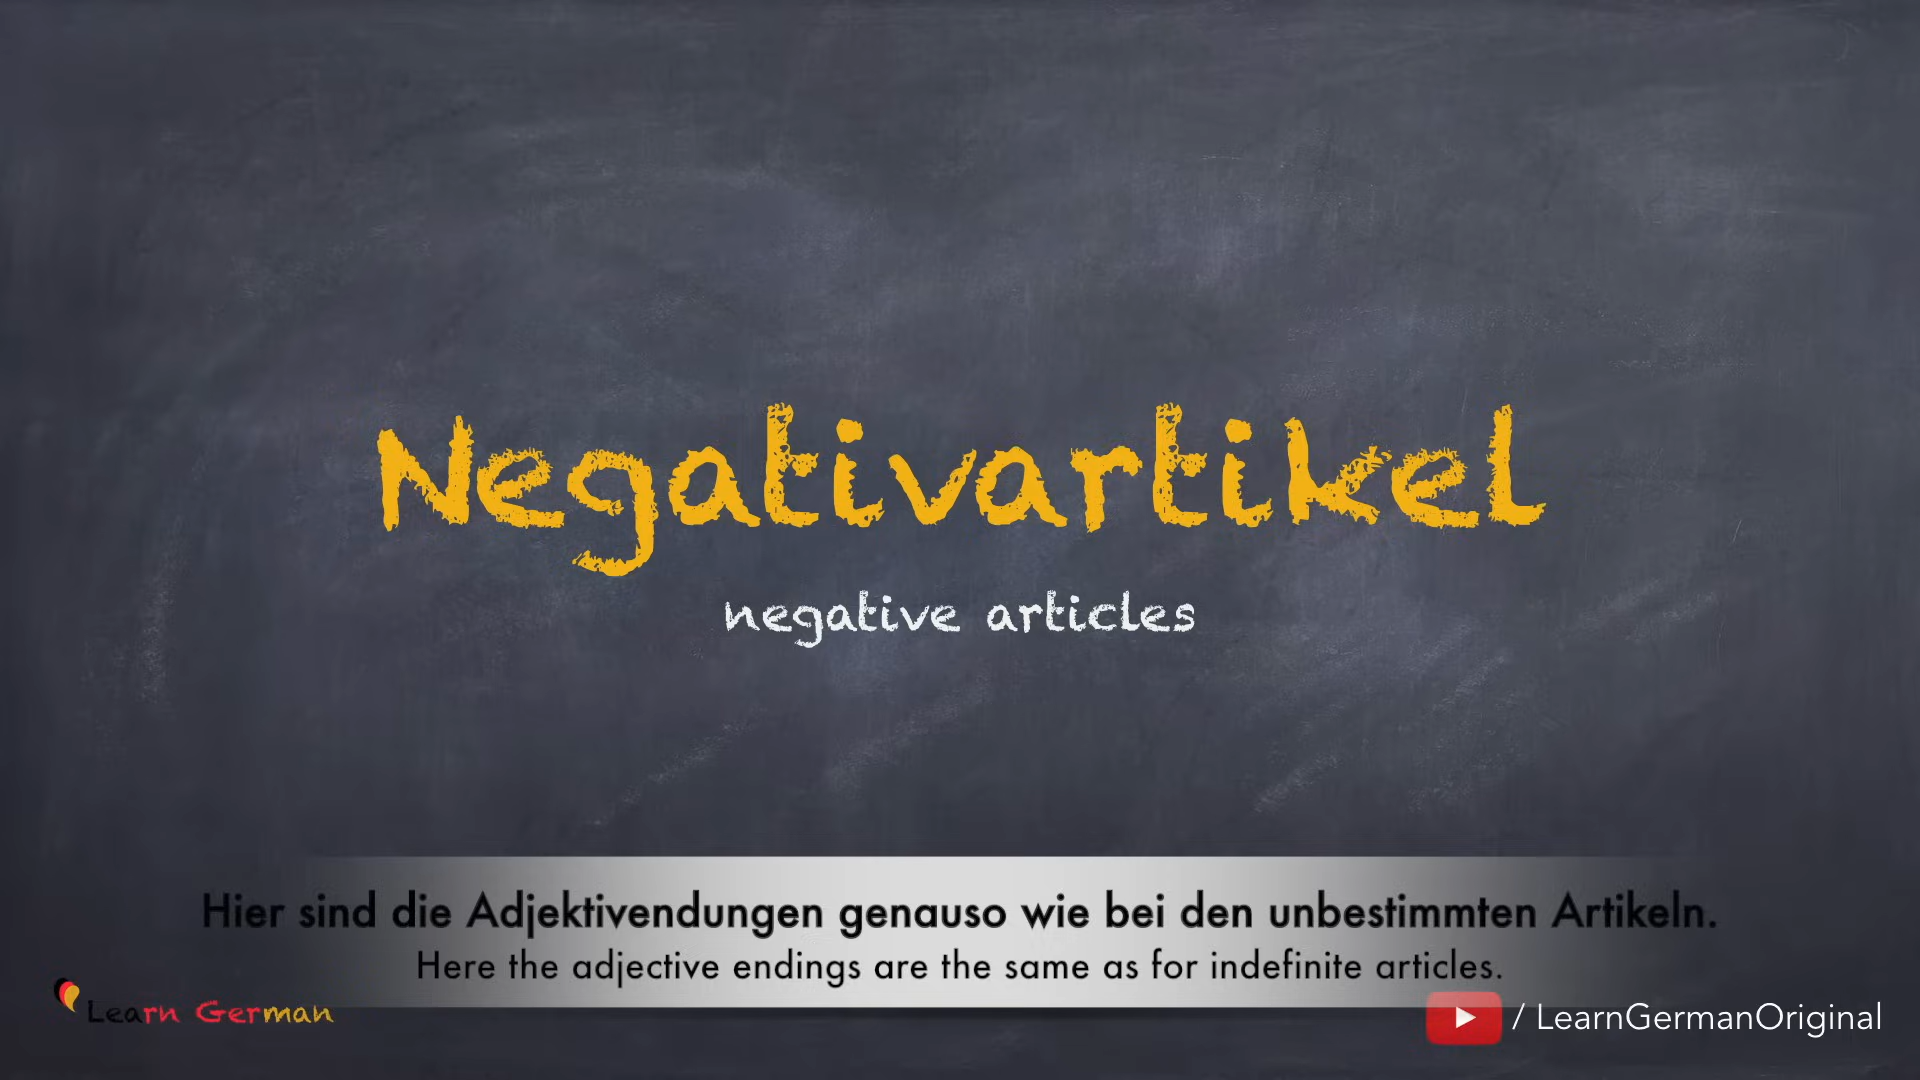 Negativartikel
negative articles
Hier sind die Adjektivendungen genauso wie bei den unbestimmten Artikeln.
Here the adjective endings are the same as for indefinite articles.
Learn German
/ LearnGermanOriginal